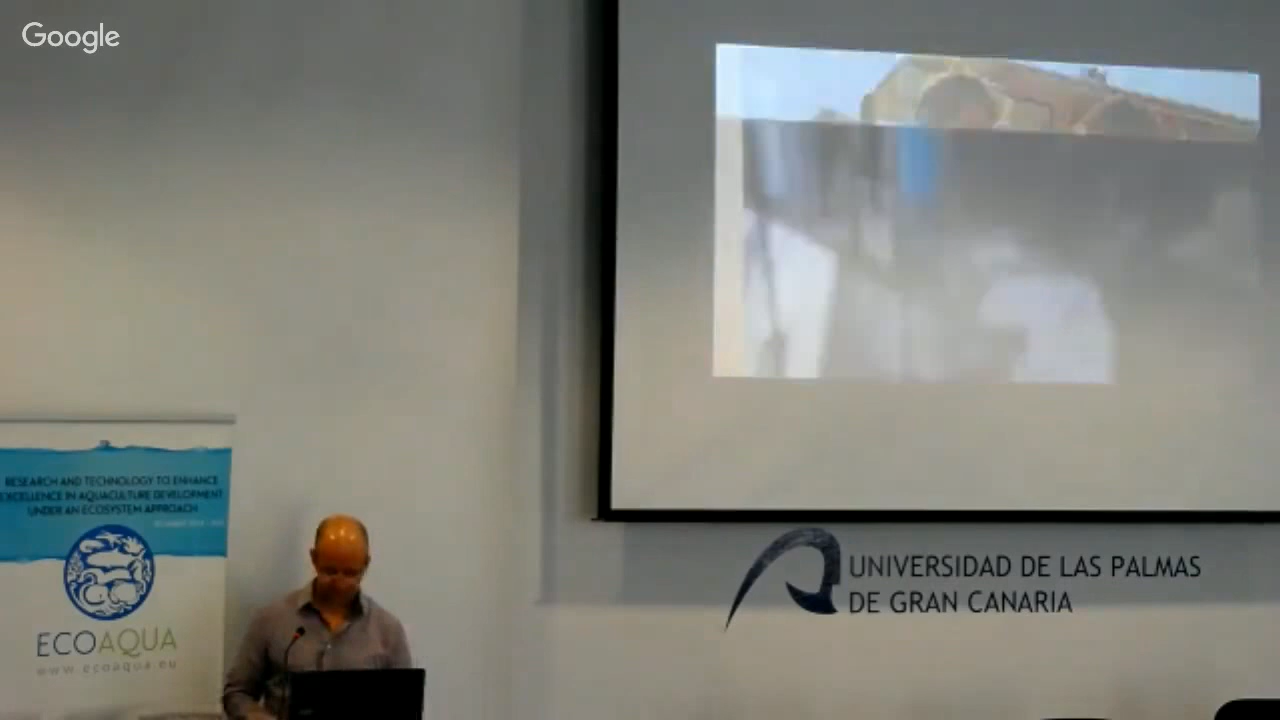 Google
RESEARCH AND TECHNOLOGY TO ENHANCE
EXCELLENCE IN AQUACULTURE DEVELOPMENT
UNDER AN ECOSYSTEM APPROACH
ECOAQUA
www.ecoaqua.eu
UNIVERSIDAD DE LAS PALMAS
DE GRAN CANARIA